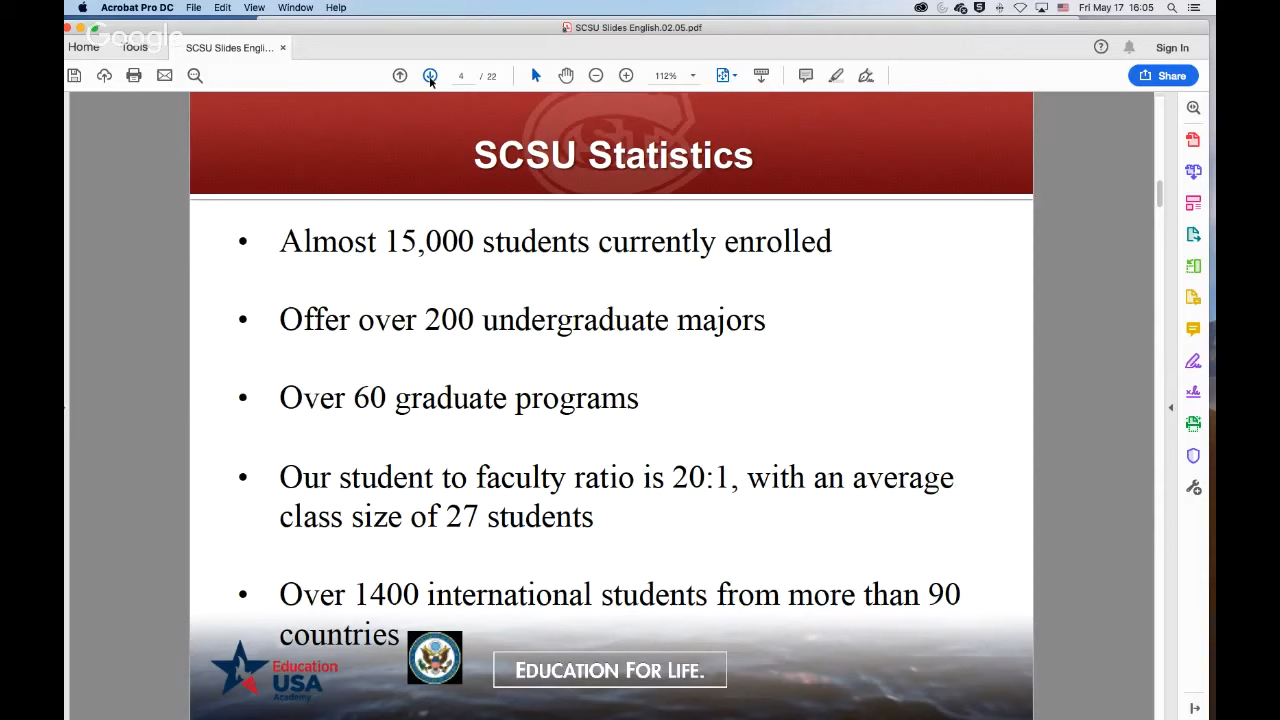 Acrobat Pro DC File Edit View Window Help Fri May 17 16:05
SCSU Slides English.02.05.pdf
Google
Home Tools SCSU Slides Engli... × Sign In
4 / 22 112% Share
SCSU Statistics
• Almost 15,000 students currently enrolled
• Offer over 200 undergraduate majors
• Over 60 graduate programs
• Our student to faculty ratio is 20:1, with an average
class size of 27 students
• Over 1400 international students from more than 90
countries
Education
USA
Academy
EDUCATION FOR LIFE.